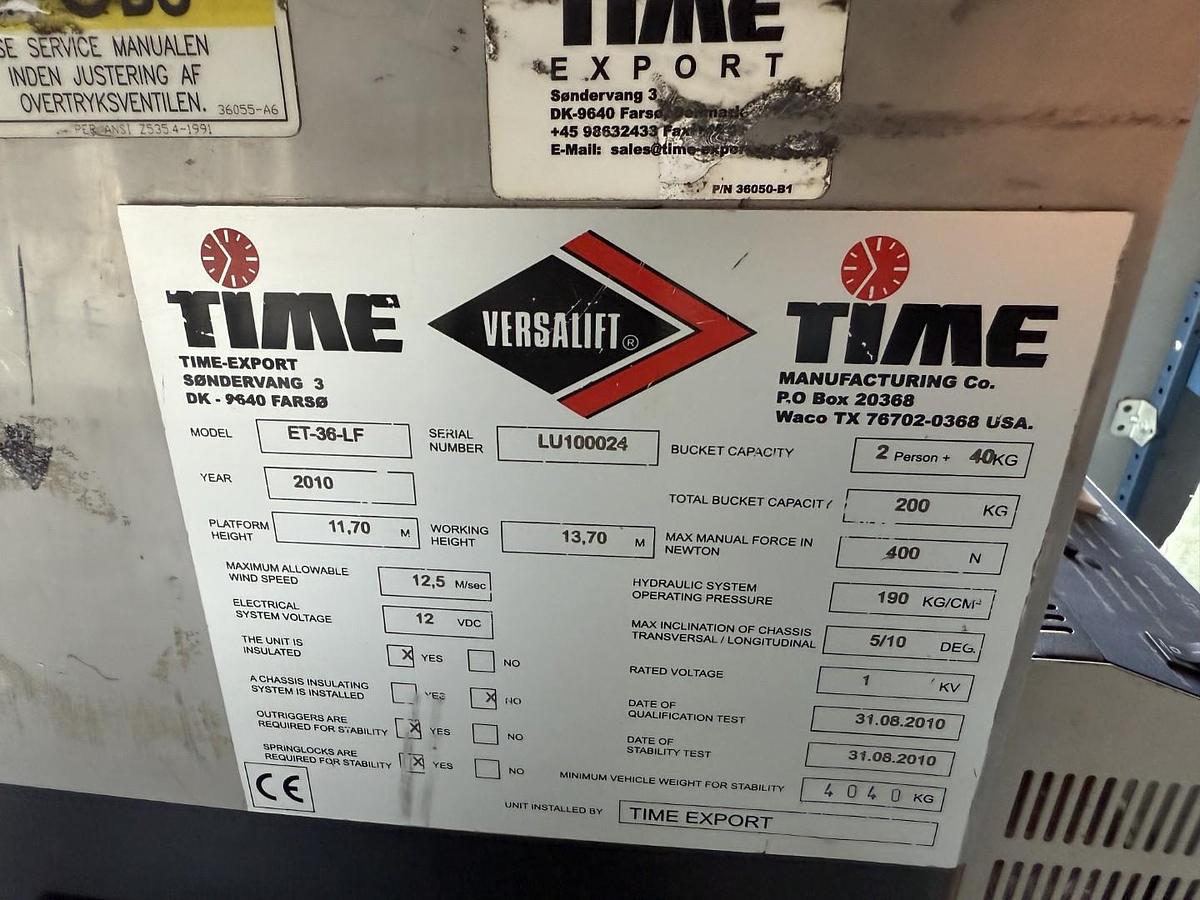 SE SERVICE MANUALEN
INDEN JUSTERING AF
OVERTRYKSVENTILEN.
36055-A6
PER ANSI Z535.4-1991
TIME
EXPORT
Søndervang 3
DK-9640 Farsø,
+45 98632433 Fax
E-Mail: sales@time-export
P/N 36050-B1
TIME
TIME-EXPORT
SØNDERVANG 3
DK - 9640 FARSØ
VERSALIFT®
TIME
MANUFACTURING Co.
P.O Box 20368
Waco TX 76702-0368 USA.
MODEL ET-36-LF
SERIAL NUMBER LU100024
BUCKET CAPACITY 2 Person + 40KG
YEAR 2010
TOTAL BUCKET CAPACITY 200 KG
PLATFORM HEIGHT 11,70 M
WORKING HEIGHT 13,70 M
MAX MANUAL FORCE IN NEWTON 400 N
MAXIMUM ALLOWABLE WIND SPEED 12,5 M/sec
HYDRAULIC SYSTEM OPERATING PRESSURE 190 KG/CM²
ELECTRICAL SYSTEM VOLTAGE 12 VDC
MAX INCLINATION OF CHASSIS TRANSVERSAL / LONGITUDINAL 5/10 DEG.
THE UNIT IS INSULATED X YES NO
RATED VOLTAGE 1 KV
A CHASSIS INSULATING SYSTEM IS INSTALLED YES X NO
DATE OF QUALIFICATION TEST 31.08.2010
OUTRIGGERS ARE REQUIRED FOR STABILITY X YES NO
DATE OF STABILITY TEST 31.08.2010
SPRINGLOCKS ARE REQUIRED FOR STABILITY X YES NO
MINIMUM VEHICLE WEIGHT FOR STABILITY 4040 KG
CE
UNIT INSTALLED BY TIME EXPORT